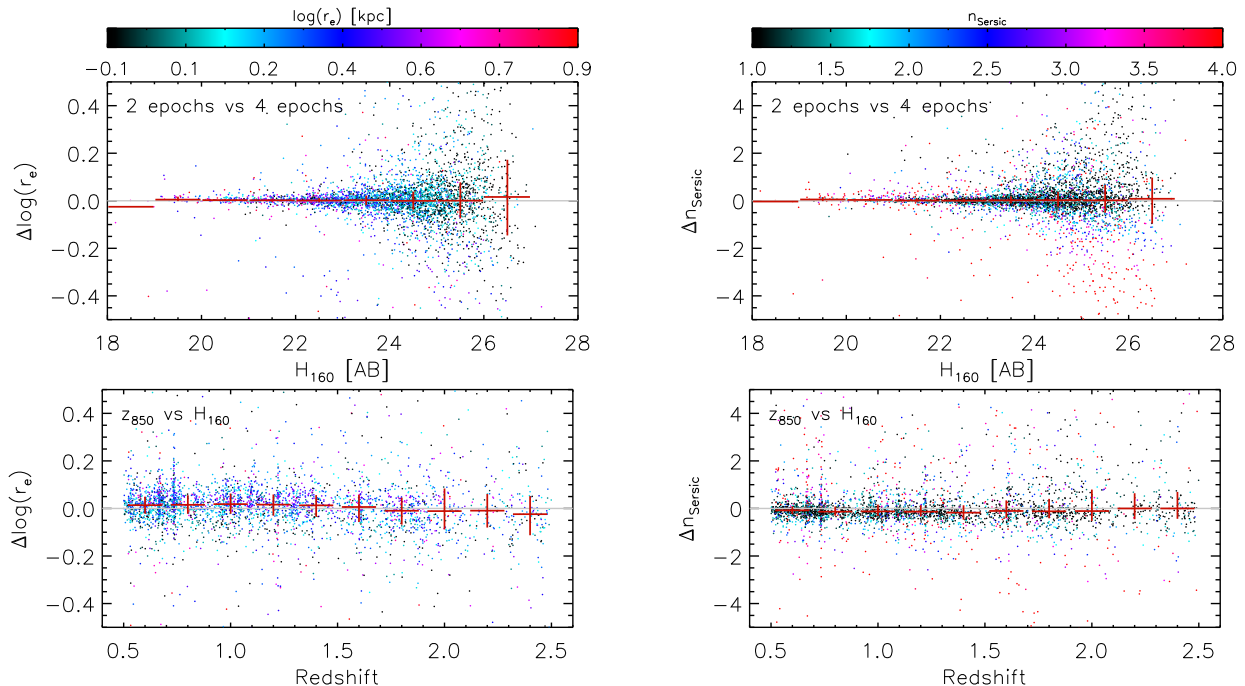 log(r_e) [kpc]
−0.1 0.1 0.2 0.4 0.6 0.7 0.9
2 epochs vs 4 epochs
0.4
0.2
0.0
−0.2
−0.4
Δlog(r_e)
18 20 22 24 26 28
H_160 [AB]
n_Sersic
1.0 1.5 2.0 2.5 3.0 3.5 4.0
2 epochs vs 4 epochs
4
2
0
−2
−4
Δn_Sersic
18 20 22 24 26 28
H_160 [AB]
z_850 vs H_160
0.4
0.2
0.0
−0.2
−0.4
Δlog(r_e)
0.5 1.0 1.5 2.0 2.5
Redshift
z_850 vs H_160
4
2
0
−2
−4
Δn_Sersic
0.5 1.0 1.5 2.0 2.5
Redshift